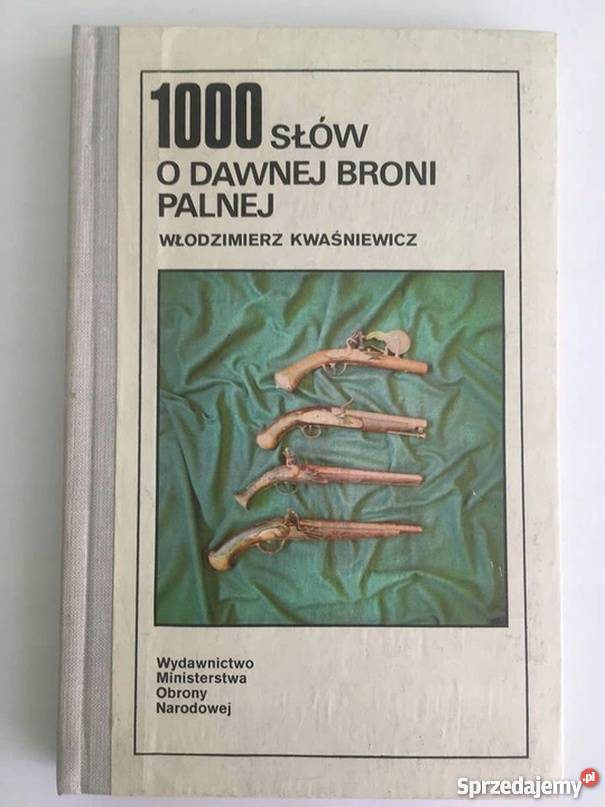 1000 SŁÓW
O DAWNEJ BRONI
PALNEJ
WŁODZIMIERZ KWAŚNIEWICZ
Wydawnictwo
Ministerstwa
Obrony
Narodowej
Sprzedajemy.pl